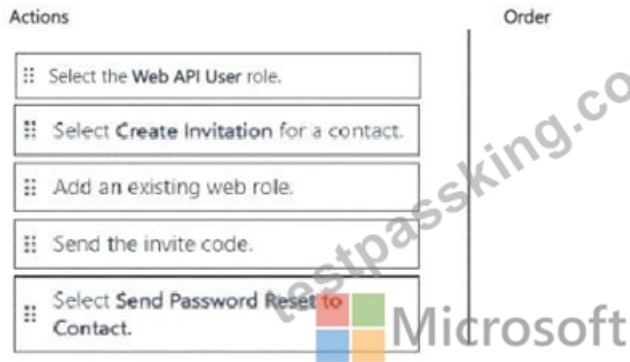 Actions
Order
Select the Web API User role.
Select Create Invitation for a contact.
Add an existing web role.
Send the invite code.
Select Send Password Reset to
Contact.
testpassking.co
Microsoft